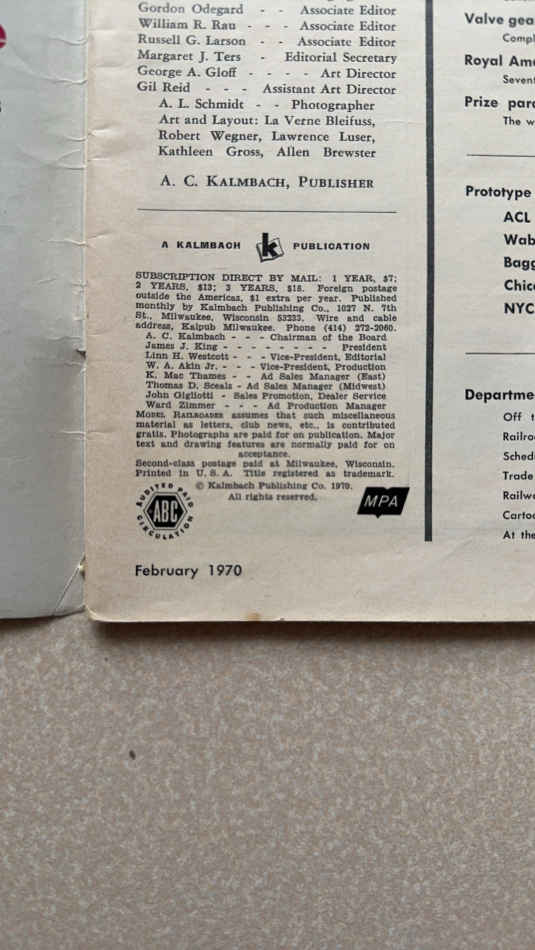 Gordon Odegard - - Associate Editor
William R. Rau - - - Associate Editor
Russell G. Larson - - Associate Editor
Margaret J. Ters - Editorial Secretary
George A. Gloff - - - - Art Director
Gil Reid - - - Assistant Art Director
A. L. Schmidt - - Photographer
Art and Layout: La Verne Bleifuss,
Robert Wegner, Lawrence Luser,
Kathleen Gross, Allen Brewster
A. C. KALMBACH, PUBLISHER
A KALMBACH k PUBLICATION
SUBSCRIPTION DIRECT BY MAIL: 1 YEAR, $7;
2 YEARS, $13; 3 YEARS, $18. Foreign postage
outside the Americas, $1 extra per year. Published
monthly by Kalmbach Publishing Co., 1027 N. 7th
St., Milwaukee, Wisconsin 53233. Wire and cable
address, Kalpub Milwaukee. Phone (414) 272-2060.
A. C. Kalmbach - - - Chairman of the Board
James J. King - - - - - - - - President
Linn H. Westcott - - - Vice-President, Editorial
W. A. Akin Jr. - - - Vice-President, Production
K. Mac Thames - - Ad Sales Manager (East)
Thomas D. Sceals - Ad Sales Manager (Midwest)
John Gigliotti - Sales Promotion, Dealer Service
Ward Zimmer - - - Ad Production Manager
MODEL RAILROADER assumes that such miscellaneous
material as letters, club news, etc., is contributed
gratis. Photographs are paid for on publication. Major
text and drawing features are normally paid for on
acceptance.
Second-class postage paid at Milwaukee, Wisconsin.
Printed in U. S. A. Title registered as trademark.
© Kalmbach Publishing Co. 1970.
All rights reserved.
AUDITED PAID
ABC
CIRCULATION
MPA
February 1970
Valve gea
Compl
Royal Ame
Sevent
Prize par
The w
Prototype
ACL
Wab
Bagg
Chic
NYC
Departme
Off t
Railro
Sched
Trade
Railwa
Cartoo
At the